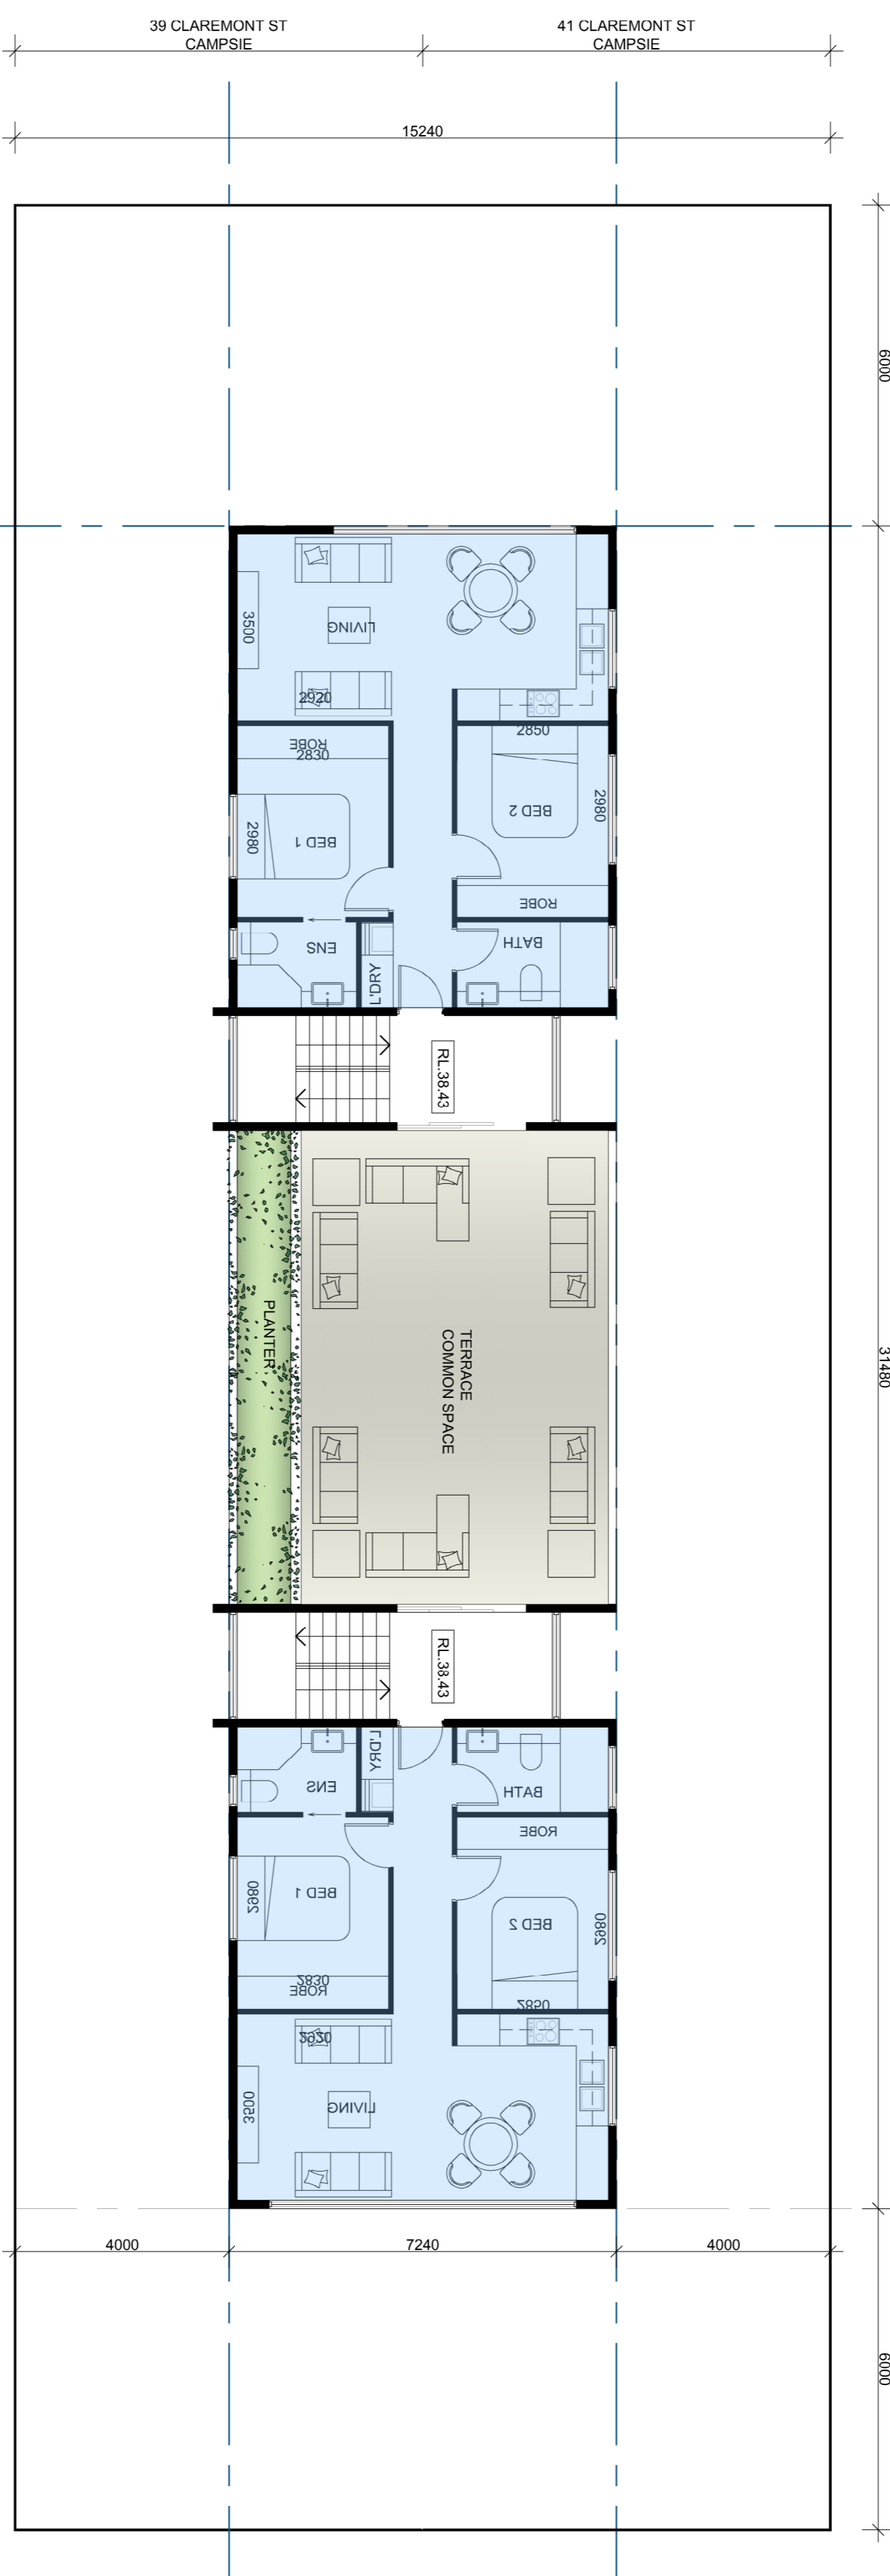 39 CLAREMONT ST
CAMPSIE
41 CLAREMONT ST
CAMPSIE
15240
6000
LIVING
3500
2920
ROBE
2830
2850
BED 2
2980
BED 1
2980
ROBE
ENS
BATH
L'DRY
RL.38.43
PLANTER
TERRACE
COMMON SPACE
31480
RL.38.43
L'DRY
ENS
BATH
ROBE
BED 1
2980
BED 2
2980
2830
ROBE
2850
2920
LIVING
3500
4000
7240
4000
6000